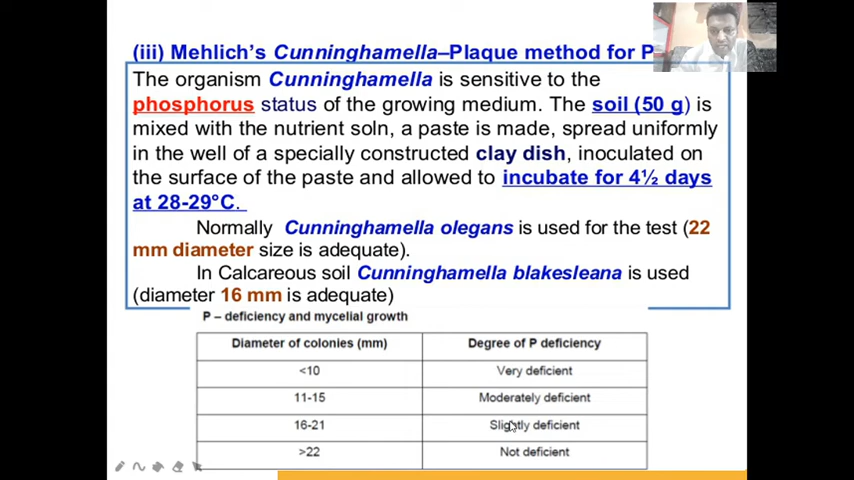 (iii) Mehlich's Cunninghamella–Plaque method for P
The organism Cunninghamella is sensitive to the
phosphorus status of the growing medium. The soil (50 g) is
mixed with the nutrient soln, a paste is made, spread uniformly
in the well of a specially constructed clay dish, inoculated on
the surface of the paste and allowed to incubate for 4½ days
at 28-29°C.
Normally Cunninghamella olegans is used for the test (22
mm diameter size is adequate).
In Calcareous soil Cunninghamella blakesleana is used
(diameter 16 mm is adequate)
P – deficiency and mycelial growth
Diameter of colonies (mm) Degree of P deficiency
<10 Very deficient
11-15 Moderately deficient
16-21 Slightly deficient
>22 Not deficient